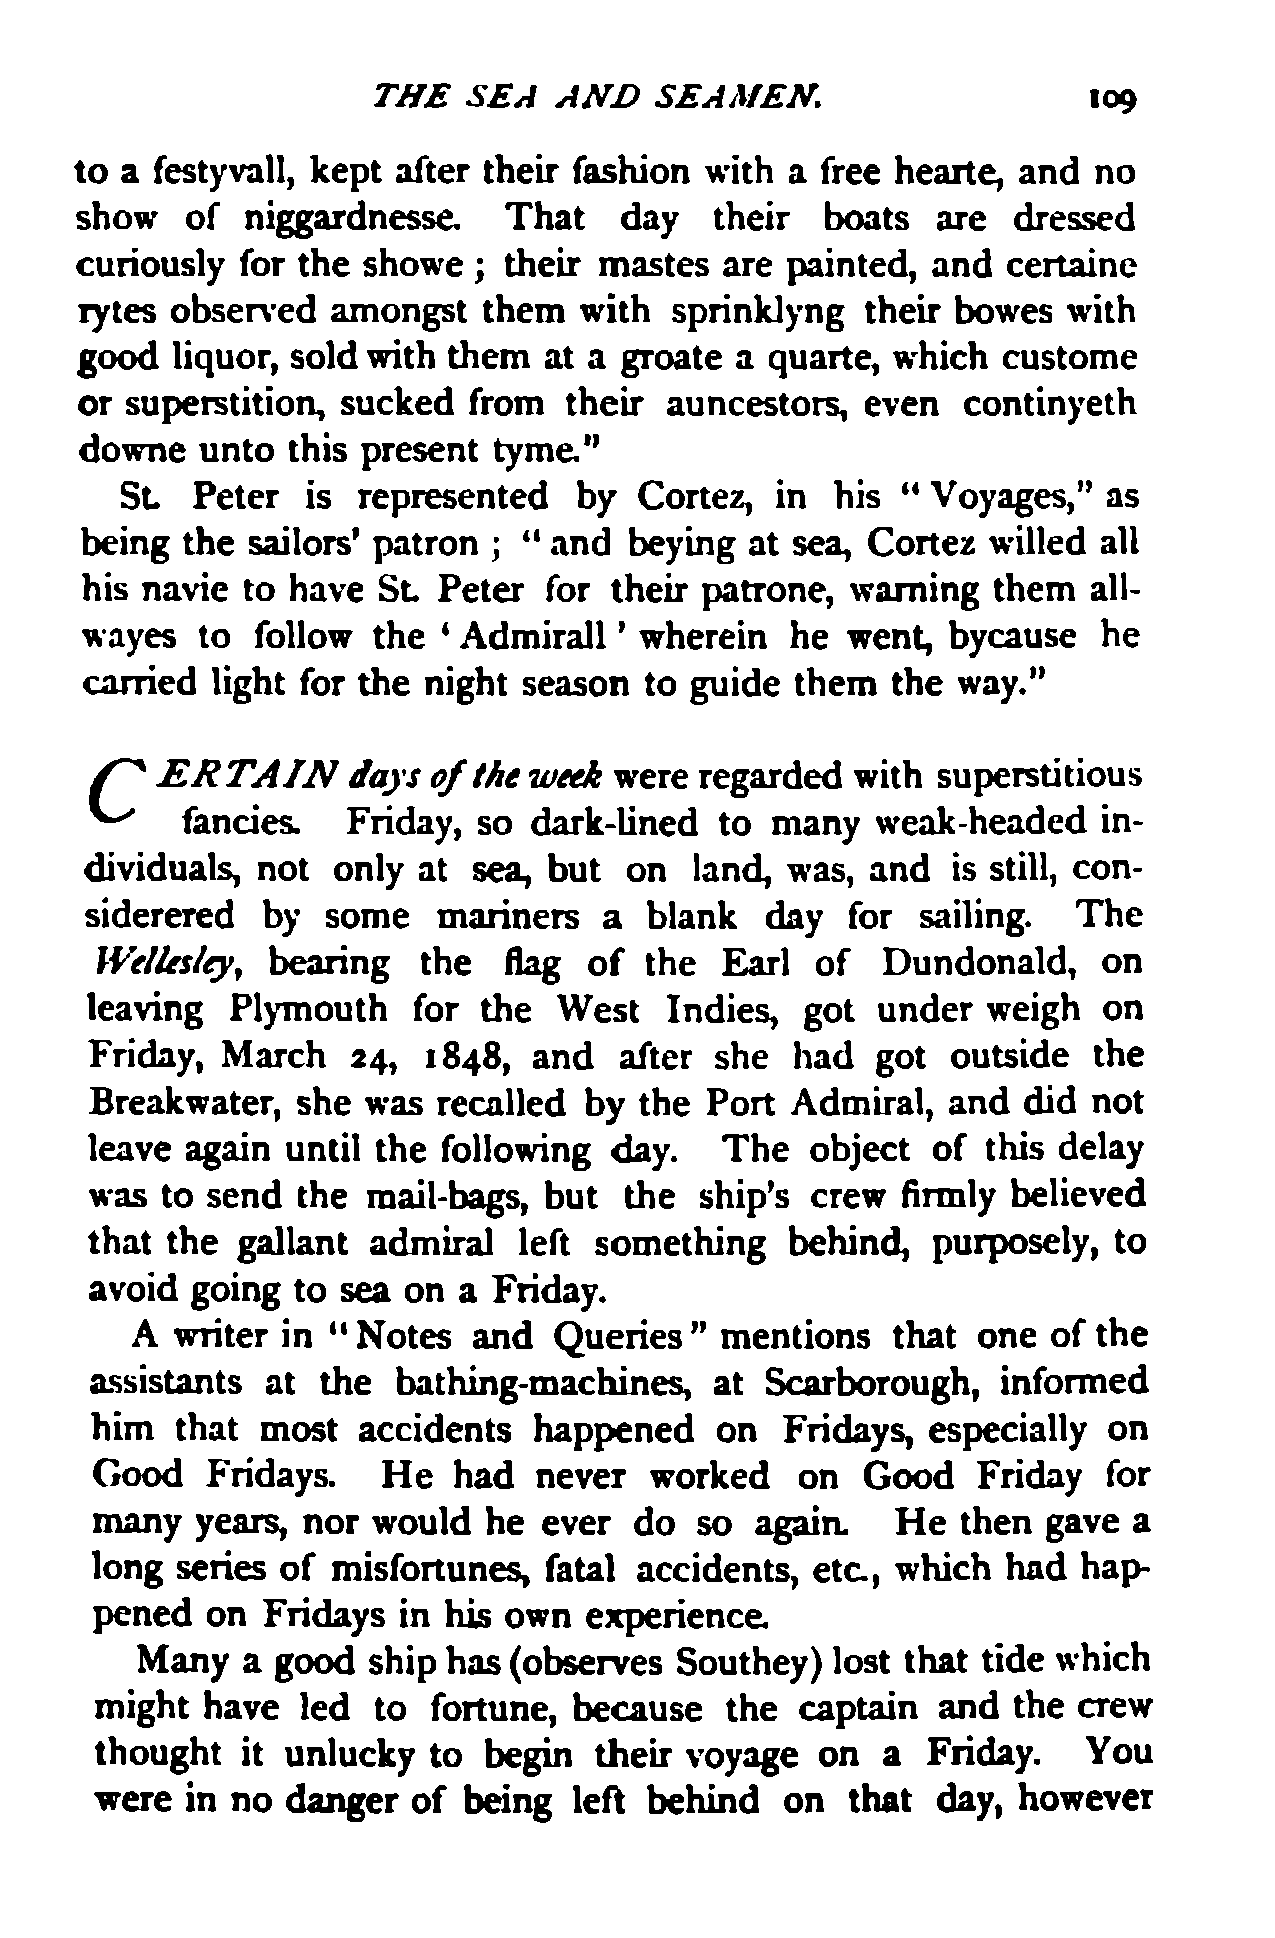 THE SEA AND SEAMEN. 109
to a festyvall, kept after their fashion with a free hearte, and no
show of niggardnesse. That day their boats are dressed
curiously for the showe ; their mastes are painted, and certaine
rytes observed amongst them with sprinklyng their bowes with
good liquor, sold with them at a groate a quarte, which custome
or superstition, sucked from their auncestors, even continyeth
downe unto this present tyme."
St. Peter is represented by Cortez, in his "Voyages," as
being the sailors' patron ; "and beying at sea, Cortez willed all
his navie to have St. Peter for their patrone, warning them all-
wayes to follow the 'Admirall' wherein he went, bycause he
carried light for the night season to guide them the way."
CERTAIN days of the week were regarded with superstitious
fancies. Friday, so dark-lined to many weak-headed in-
dividuals, not only at sea, but on land, was, and is still, con-
siderered by some mariners a blank day for sailing. The
Wellesley, bearing the flag of the Earl of Dundonald, on
leaving Plymouth for the West Indies, got under weigh on
Friday, March 24, 1848, and after she had got outside the
Breakwater, she was recalled by the Port Admiral, and did not
leave again until the following day. The object of this delay
was to send the mail-bags, but the ship's crew firmly believed
that the gallant admiral left something behind, purposely, to
avoid going to sea on a Friday.
A writer in "Notes and Queries" mentions that one of the
assistants at the bathing-machines, at Scarborough, informed
him that most accidents happened on Fridays, especially on
Good Fridays. He had never worked on Good Friday for
many years, nor would he ever do so again. He then gave a
long series of misfortunes, fatal accidents, etc., which had hap-
pened on Fridays in his own experience.
Many a good ship has (observes Southey) lost that tide which
might have led to fortune, because the captain and the crew
thought it unlucky to begin their voyage on a Friday. You
were in no danger of being left behind on that day, however